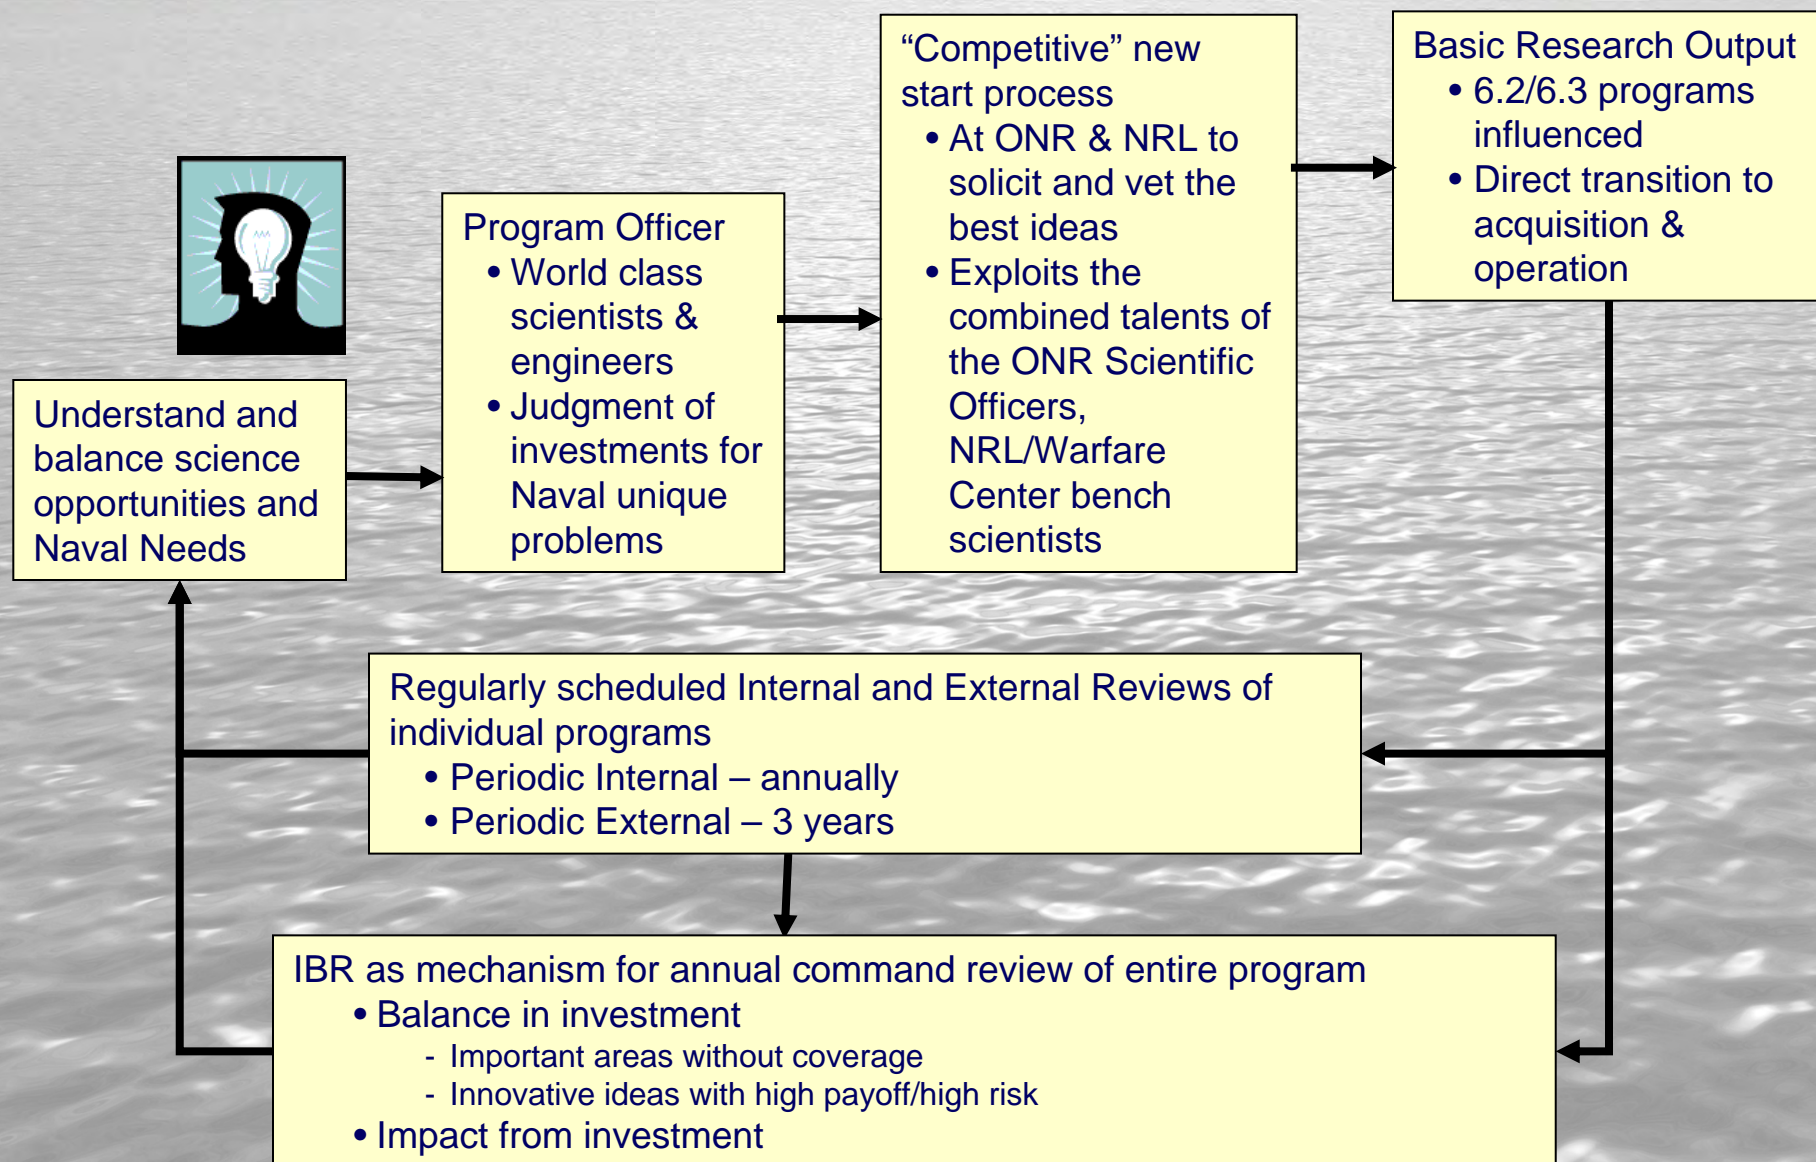 Understand and
balance science
opportunities and
Naval Needs
Program Officer
• World class
scientists &
engineers
• Judgment of
investments for
Naval unique
problems
“Competitive” new
start process
• At ONR & NRL to
solicit and vet the
best ideas
• Exploits the
combined talents of
the ONR Scientific
Officers,
NRL/Warfare
Center bench
scientists
Basic Research Output
• 6.2/6.3 programs
influenced
• Direct transition to
acquisition &
operation
Regularly scheduled Internal and External Reviews of
individual programs
• Periodic Internal – annually
• Periodic External – 3 years
IBR as mechanism for annual command review of entire program
• Balance in investment
- Important areas without coverage
- Innovative ideas with high payoff/high risk
• Impact from investment